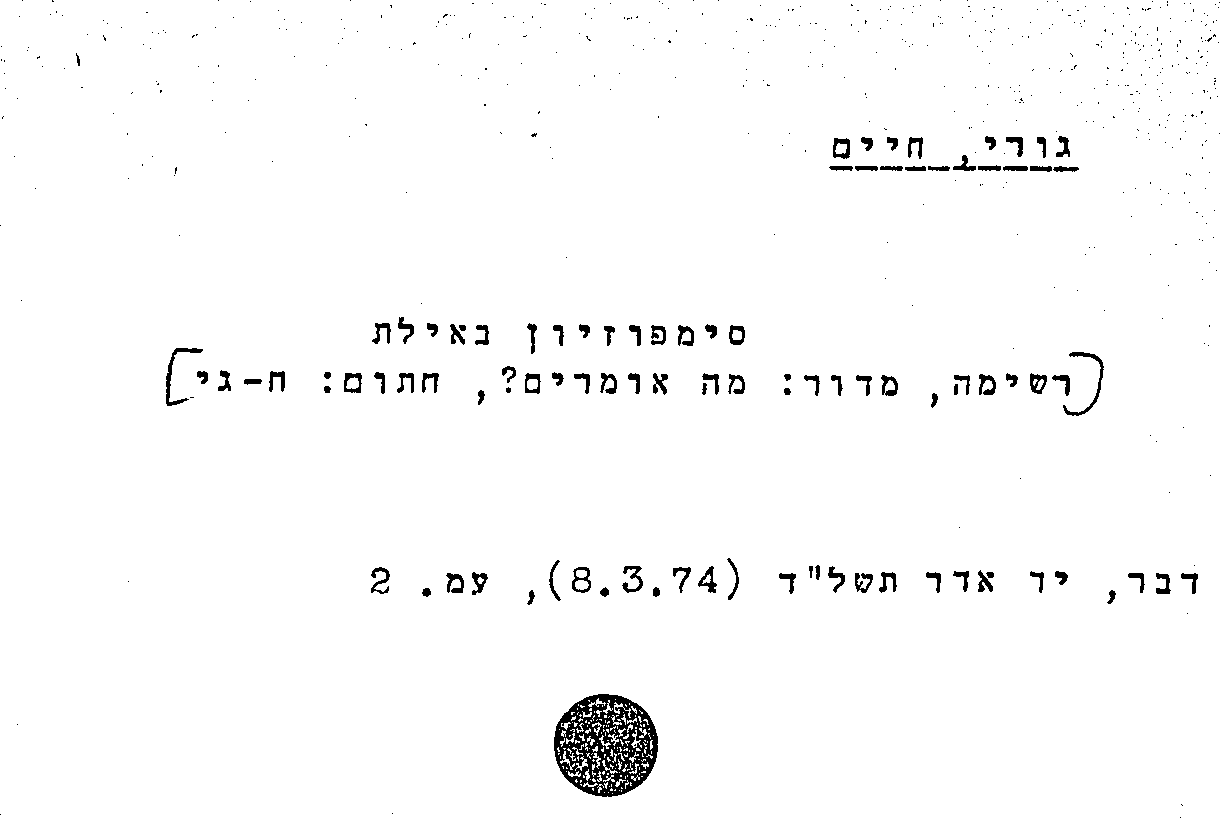 גורי, חיים
סימפוזיון באילת
[רשימה, מדור: מה אומרים?, חתום: ח-גי]
דבר, יד אדר תשל"ד (8.3.74), עמ. 2